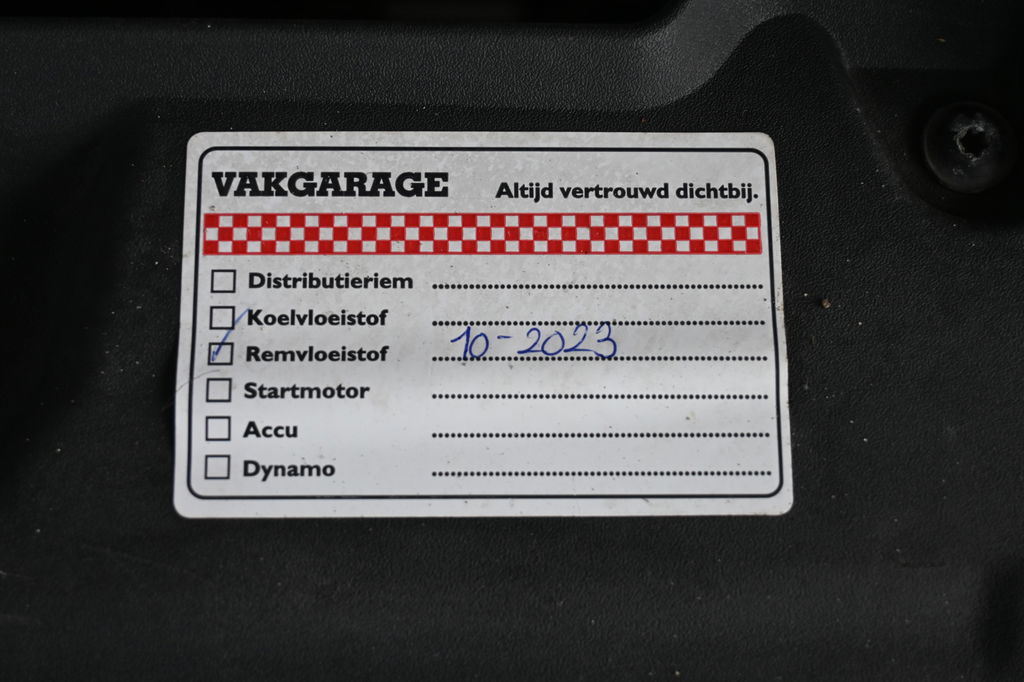 VAKGARAGE Altijd vertrouwd dichtbij.
Distributieriem
Koelvloeistof
Remvloeistof 10-2023
Startmotor
Accu
Dynamo